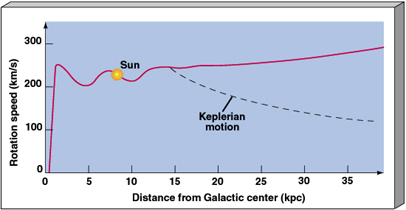 Rotation speed (km/s)
300
200
100
0
Sun
Keplerian
motion
0 5 10 15 20 25 30 35
Distance from Galactic center (kpc)